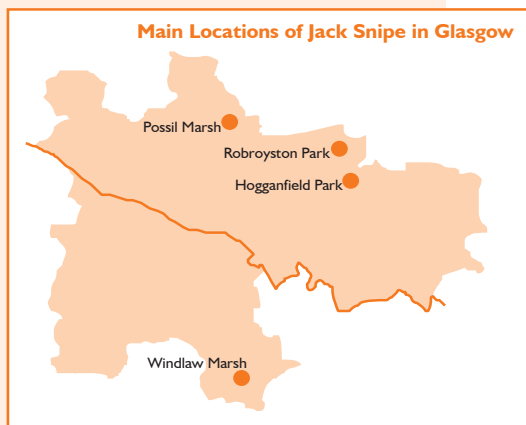 Main Locations of Jack Snipe in Glasgow
Possil Marsh
Robroyston Park
Hogganfield Park
Windlaw Marsh